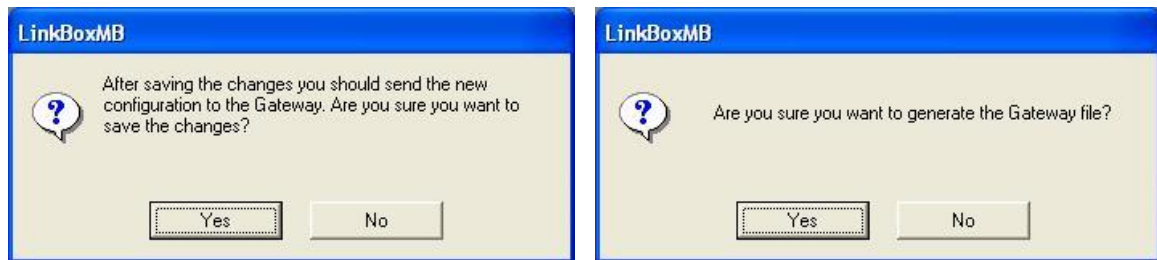 LinkBoxMB
After saving the changes you should send the new
configuration to the Gateway. Are you sure you want to
save the changes?
Yes
No
LinkBoxMB
Are you sure you want to generate the Gateway file?
Yes
No